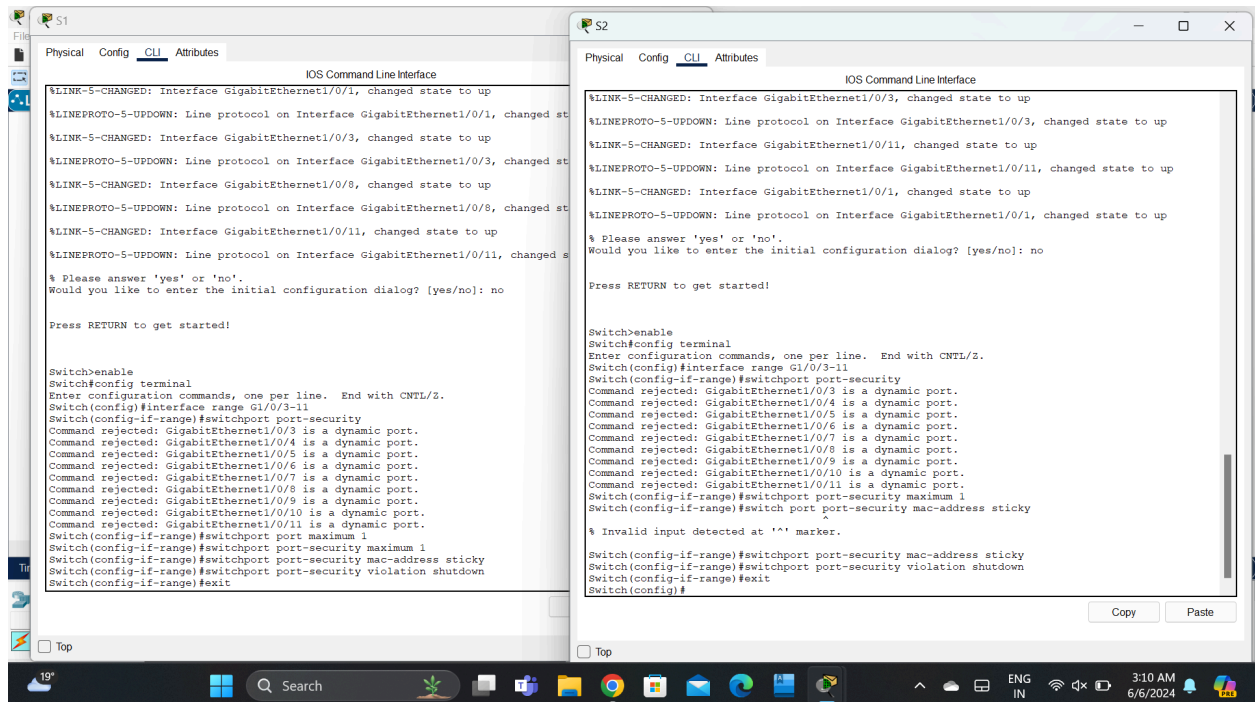 File
S1
Physical Config CLI Attributes
IOS Command Line Interface
%LINK-5-CHANGED: Interface GigabitEthernet1/0/1, changed state to up
%LINEPROTO-5-UPDOWN: Line protocol on Interface GigabitEthernet1/0/1, changed st
%LINK-5-CHANGED: Interface GigabitEthernet1/0/3, changed state to up
%LINEPROTO-5-UPDOWN: Line protocol on Interface GigabitEthernet1/0/3, changed st
%LINK-5-CHANGED: Interface GigabitEthernet1/0/8, changed state to up
%LINEPROTO-5-UPDOWN: Line protocol on Interface GigabitEthernet1/0/8, changed st
%LINK-5-CHANGED: Interface GigabitEthernet1/0/11, changed state to up
%LINEPROTO-5-UPDOWN: Line protocol on Interface GigabitEthernet1/0/11, changed s
% Please answer 'yes' or 'no'.
Would you like to enter the initial configuration dialog? [yes/no]: no
Press RETURN to get started!
Switch>enable
Switch#config terminal
Enter configuration commands, one per line. End with CNTL/Z.
Switch(config)#interface range G1/0/3-11
Switch(config-if-range)#switchport port-security
Command rejected: GigabitEthernet1/0/3 is a dynamic port.
Command rejected: GigabitEthernet1/0/4 is a dynamic port.
Command rejected: GigabitEthernet1/0/5 is a dynamic port.
Command rejected: GigabitEthernet1/0/6 is a dynamic port.
Command rejected: GigabitEthernet1/0/7 is a dynamic port.
Command rejected: GigabitEthernet1/0/8 is a dynamic port.
Command rejected: GigabitEthernet1/0/9 is a dynamic port.
Command rejected: GigabitEthernet1/0/10 is a dynamic port.
Command rejected: GigabitEthernet1/0/11 is a dynamic port.
Switch(config-if-range)#switchport port maximum 1
Switch(config-if-range)#switchport port-security maximum 1
Switch(config-if-range)#switchport port-security mac-address sticky
Switch(config-if-range)#switchport port-security violation shutdown
Switch(config-if-range)#exit
Top
S2
Physical Config CLI Attributes
IOS Command Line Interface
%LINK-5-CHANGED: Interface GigabitEthernet1/0/3, changed state to up
%LINEPROTO-5-UPDOWN: Line protocol on Interface GigabitEthernet1/0/3, changed state to up
%LINK-5-CHANGED: Interface GigabitEthernet1/0/11, changed state to up
%LINEPROTO-5-UPDOWN: Line protocol on Interface GigabitEthernet1/0/11, changed state to up
%LINK-5-CHANGED: Interface GigabitEthernet1/0/1, changed state to up
%LINEPROTO-5-UPDOWN: Line protocol on Interface GigabitEthernet1/0/1, changed state to up
% Please answer 'yes' or 'no'.
Would you like to enter the initial configuration dialog? [yes/no]: no
Press RETURN to get started!
Switch>enable
Switch#config terminal
Enter configuration commands, one per line. End with CNTL/Z.
Switch(config)#interface range G1/0/3-11
Switch(config-if-range)#switchport port-security
Command rejected: GigabitEthernet1/0/3 is a dynamic port.
Command rejected: GigabitEthernet1/0/4 is a dynamic port.
Command rejected: GigabitEthernet1/0/5 is a dynamic port.
Command rejected: GigabitEthernet1/0/6 is a dynamic port.
Command rejected: GigabitEthernet1/0/7 is a dynamic port.
Command rejected: GigabitEthernet1/0/8 is a dynamic port.
Command rejected: GigabitEthernet1/0/9 is a dynamic port.
Command rejected: GigabitEthernet1/0/10 is a dynamic port.
Command rejected: GigabitEthernet1/0/11 is a dynamic port.
Switch(config-if-range)#switchport port-security maximum 1
Switch(config-if-range)#switch port port-security mac-address sticky
^
% Invalid input detected at '^' marker.
Switch(config-if-range)#switchport port-security mac-address sticky
Switch(config-if-range)#switchport port-security violation shutdown
Switch(config-if-range)#exit
Switch(config)#
Copy Paste
Top
19°
Search
ENG
IN
3:10 AM
6/6/2024
PRE